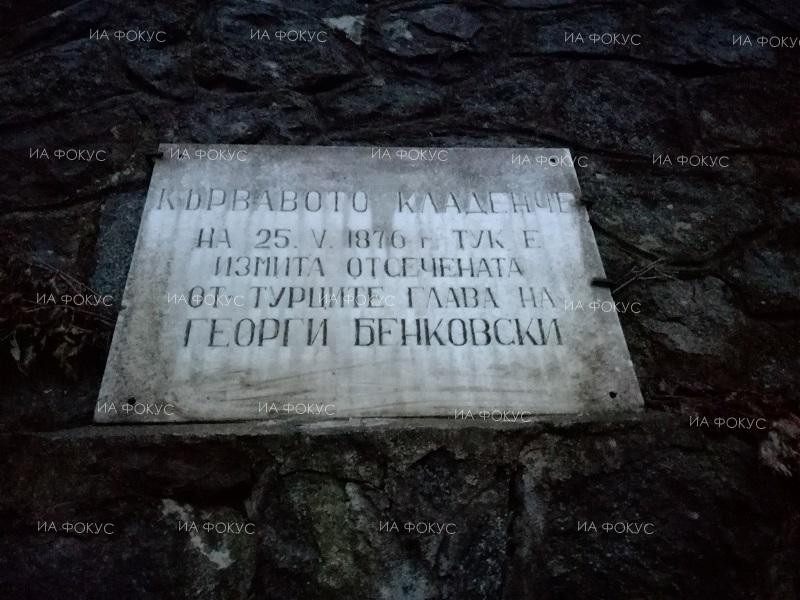 КЪРВАВОТО КЛАДЕНЧЕ
НА 25. V. 1876 г. ТУК Е
ИЗМИТА ОТСЕЧЕНАТА
ОТ ТУРЦИТЕ ГЛАВА НА
ГЕОРГИ БЕНКОВСКИ
ИА ФОКУС